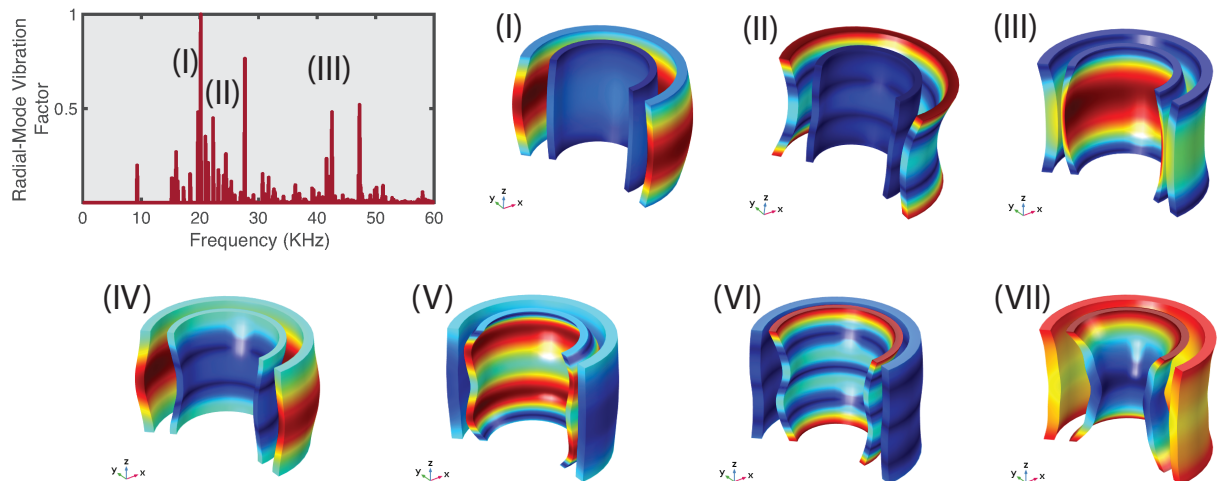 Radial-Mode Vibration
Factor
1
0.5
(I)
(II)
(III)
0
10
20
30
40
50
60
Frequency (KHz)
(I)
z
y
x
(II)
z
y
x
(III)
z
y
x
(IV)
z
y
x
(V)
z
y
x
(VI)
z
y
x
(VII)
z
y
x